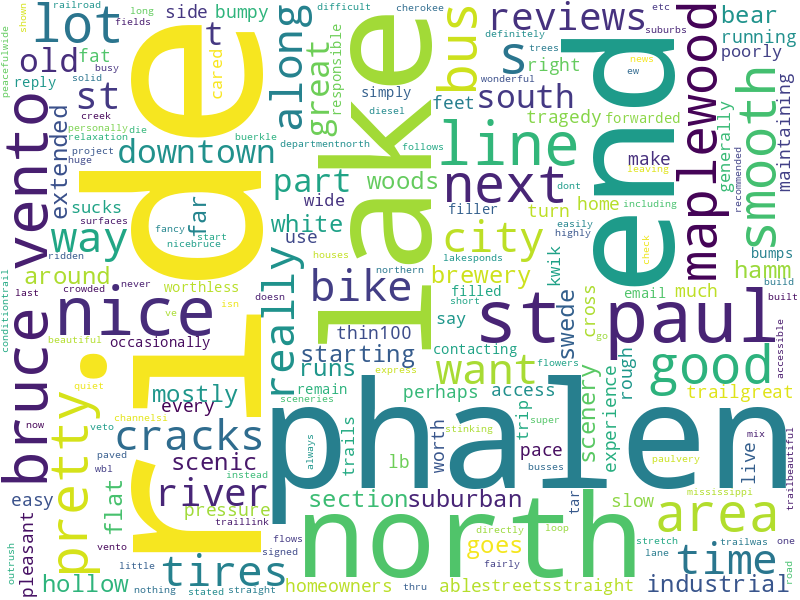 ride
phalen
lake
north
end
st paul
nice
bruce vento
pretty.
line
next
city
good
area
way
bike
downtown
river
cracks
tires
smooth
maplewood
time
want
really
along
bus
lot
old
st
s
t
south
reviews
part
great
white
far
mostly
scenic
starting
runs
section
suburban
industrial
hollow
flat
extended
around
brewery
woods
thin100
swede
hamm
live
bear
running
poorly
maintaining
generally
bumpy
side
fat
cared
responsible
simply
feet
right
tragedy
forwarded
make
home
turn
filler
wide
use
filled
say
contacting
kwik
cross
email
much
bumps
trailgreat
rough
experience
scenery
access
trip
pace
perhaps
remain
trails
worth
lb
pressure
every
occasionally
worthless
sucks
reply
pleasant
easy
homeowners
goes
ablestreetsstraight
slow
tar
peacefulwide
shown
railroad
long
fields
busy
solid
creek
personally
die
relaxation
project
huge
buerkle
departmentnorth
difficult
cherokee
diesel
follows
definitely
trees
wonderful
suburbs
etc
ew
news
dont
leaving
including
easily
highly
check
recommended
built
build
accessible
go
flowers
short
express
northern
lakesponds
houses
doesn
isn
ve
start
fancy
nicebruce
surfaces
ridden
never
crowded
last
conditiontrail
beautiful
quiet
now
channelsi
veto
paved
wbl
instead
traillink
sceneries
always
super
stinking
busses
paulvery
mix
trailbeautiful
mississippi
directly
loop
fairly
stretch
lane
trailwas
one
road
thru
signed
flows
stated
straight
nothing
little
vento
outrush